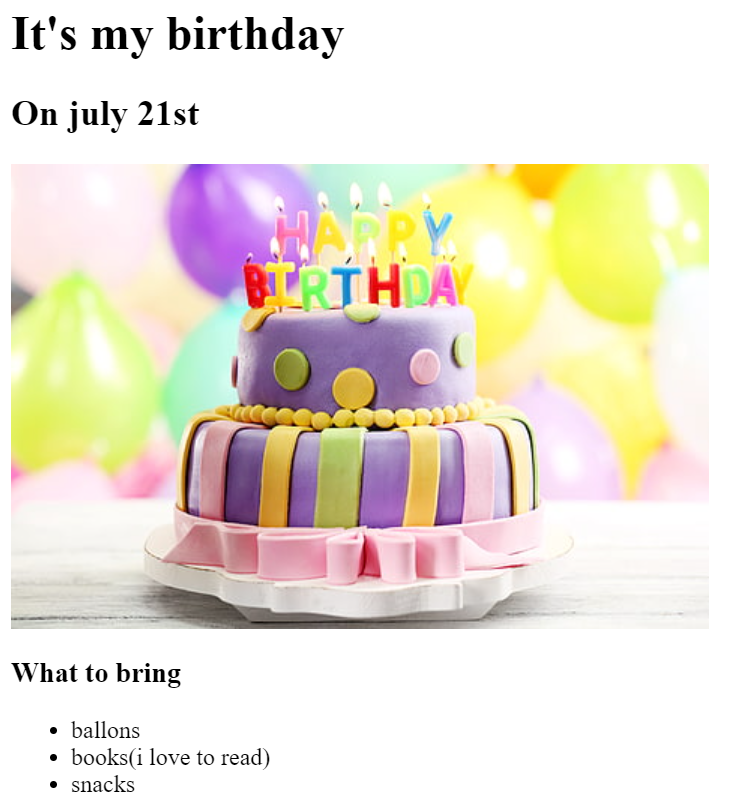 It's my birthday
On july 21st
HAPPY
BIRTHDAY
What to bring
ballons
books(i love to read)
snacks